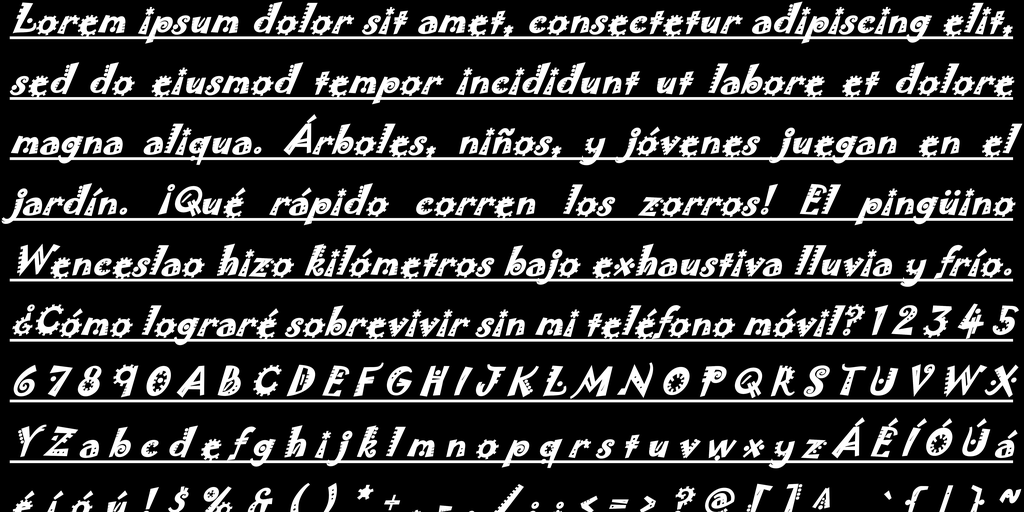 Lorem ipsum dolor sit amet, consectetur adipiscing elit,
sed do eiusmod tempor incididunt ut labore et dolore
magna aliqua. Árboles, niños, y jóvenes juegan en el
jardín. ¡Qué rápido corren los zorros! El pingüino
Wenceslao hizo kilómetros bajo exhaustiva lluvia y frío.
¿Cómo lograré sobrevivir sin mi teléfono móvil? 1 2 3 4 5
6 7 8 9 0 A B C D E F G H I J K L M N O P Q R S T U V W X
Y Z a b c d e f g h i j k l m n o p q r s t u v w x y z Á É Í Ó Ú á
é í ó ú ! $ % & ( ) * + , - . / : ; < = > ? @ [ ] ^ _ ` { | } ~